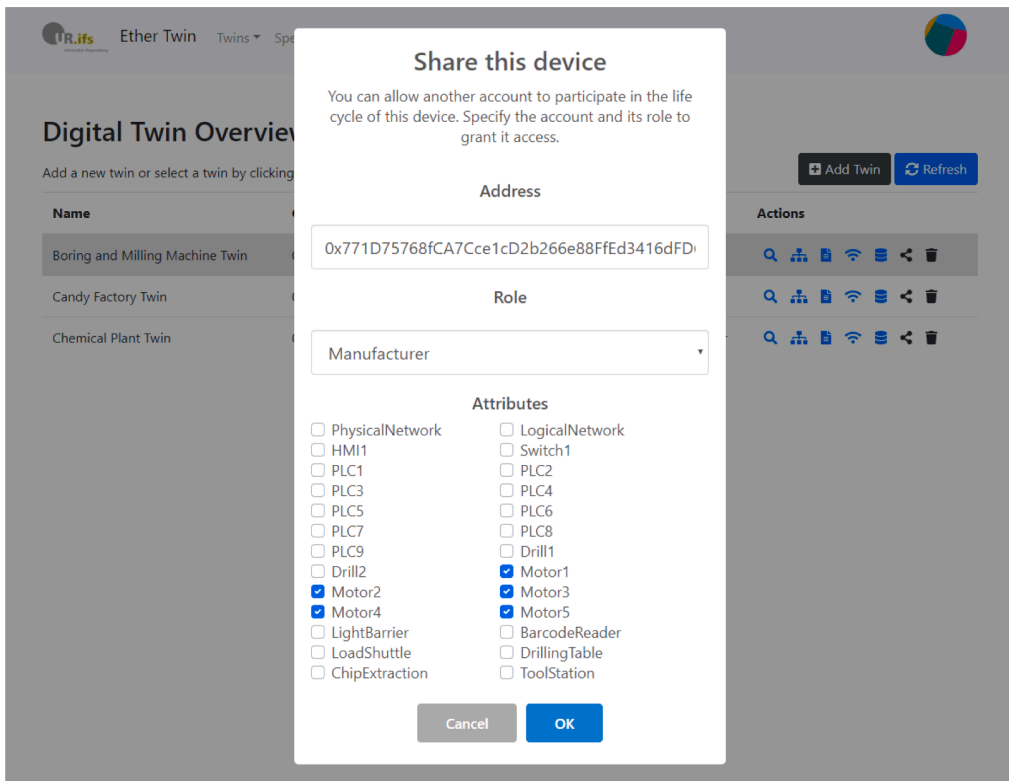 UR.ifs Ether Twin Twins Spe
Share this device
You can allow another account to participate in the life
cycle of this device. Specify the account and its role to
grant it access.
Digital Twin Overview
Add a new twin or select a twin by clicking
Add Twin Refresh
Address
Name Actions
0x771D75768fCA7Cce1cD2b266e88FfEd3416dFD
Boring and Milling Machine Twin
Role
Candy Factory Twin
Chemical Plant Twin
Manufacturer
Attributes
PhysicalNetwork LogicalNetwork
HMI1 Switch1
PLC1 PLC2
PLC3 PLC4
PLC5 PLC6
PLC7 PLC8
PLC9 Drill1
Drill2 Motor1
Motor2 Motor3
Motor4 Motor5
LightBarrier BarcodeReader
LoadShuttle DrillingTable
ChipExtraction ToolStation
Cancel OK